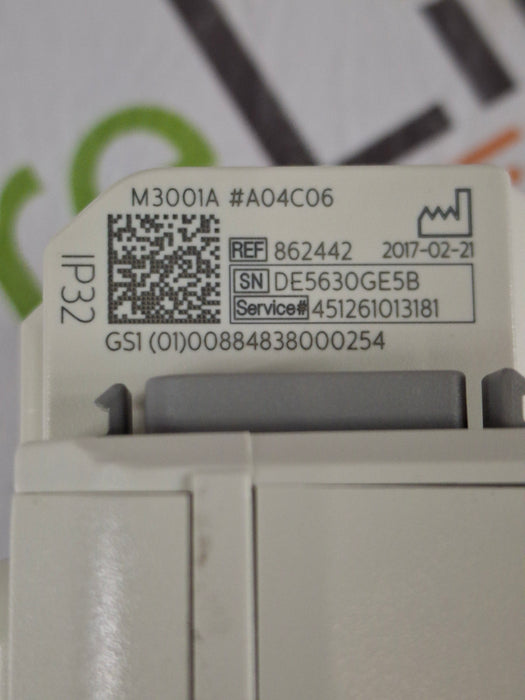 M3001A #A04C06
IP32
REF 862442 2017-02-21
SN DE5630GE5B
Service# 451261013181
GS1 (01)00884838000254